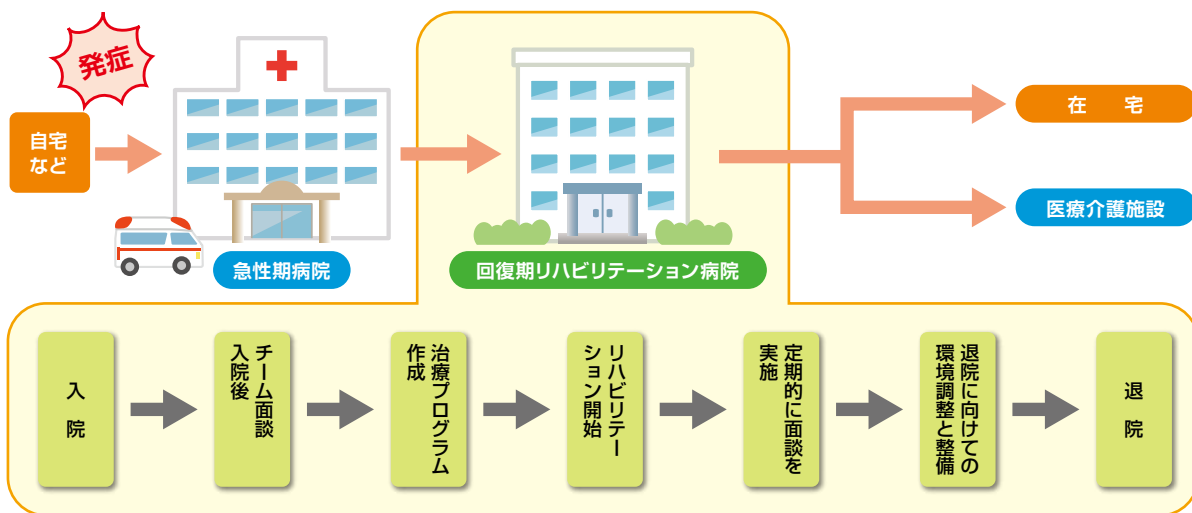 発症
自宅
など
急性期病院
回復期リハビリテーション病院
在宅
医療介護施設
入院
チーム面談
入院後
治療プログラム
作成
リハビリテー
ション開始
定期的に面談を
実施
退院に向けての
環境調整と整備
退院